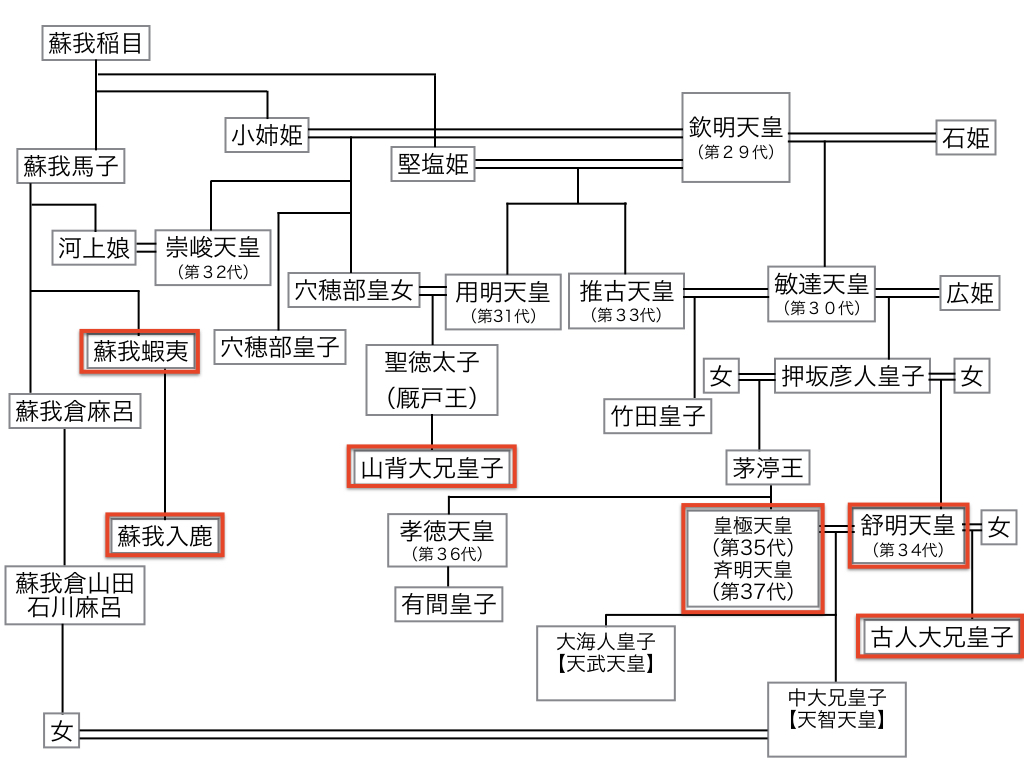 蘇我稲目
小姉姫
欽明天皇
（第２９代）
石姫
蘇我馬子
堅塩姫
河上娘
崇峻天皇
（第３２代）
穴穂部皇女
用明天皇
（第31代）
推古天皇
（第３３代）
敏達天皇
（第３０代）
広姫
蘇我蝦夷
穴穂部皇子
聖徳太子
（厩戸王）
女
押坂彦人皇子
女
蘇我倉麻呂
竹田皇子
山背大兄皇子
茅渟王
蘇我入鹿
孝徳天皇
（第３６代）
皇極天皇
（第35代）
斉明天皇
（第37代）
舒明天皇
（第３４代）
女
蘇我倉山田
石川麻呂
有間皇子
大海人皇子
【天武天皇】
古人大兄皇子
中大兄皇子
【天智天皇】
女